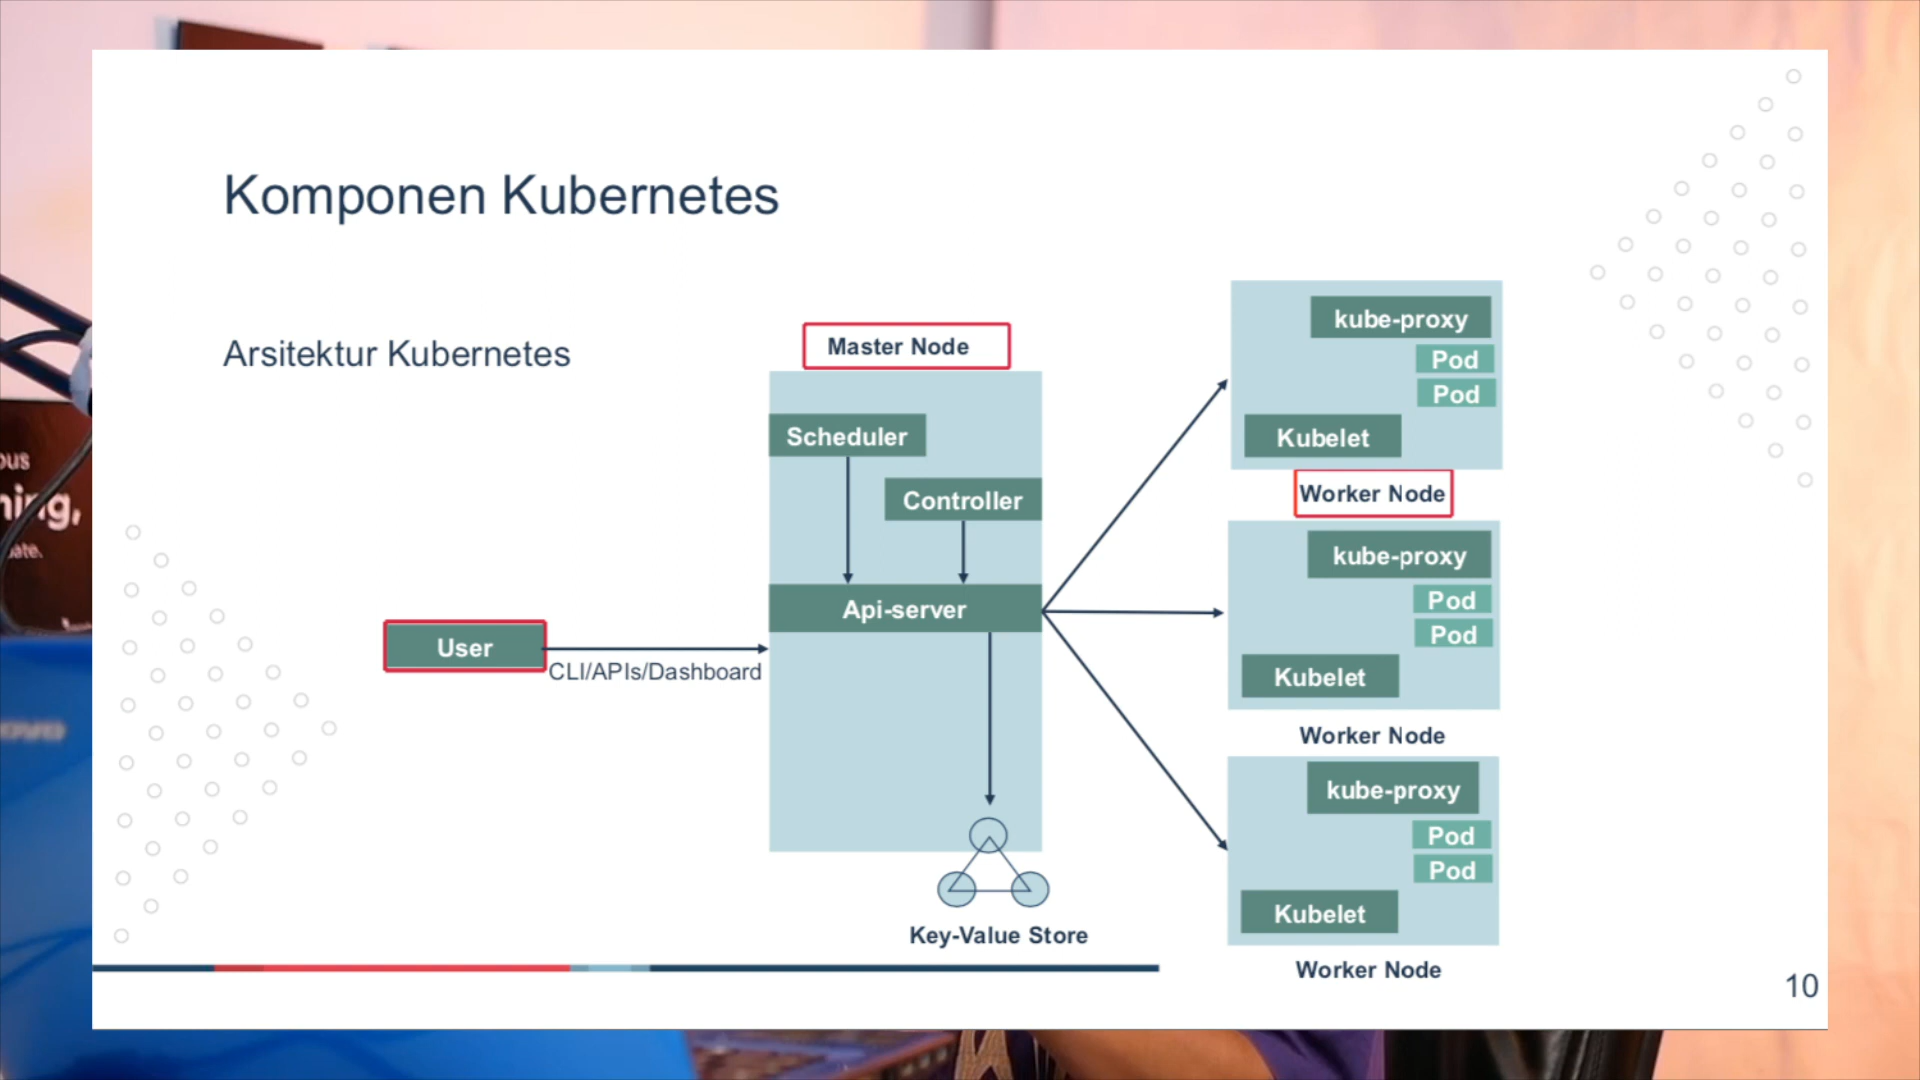 Komponen Kubernetes
Arsitektur Kubernetes
Master Node
Scheduler
Controller
Api-server
User
CLI/APIs/Dashboard
Key-Value Store
kube-proxy
Pod
Pod
Kubelet
Worker Node
kube-proxy
Pod
Pod
Kubelet
Worker Node
kube-proxy
Pod
Pod
Kubelet
Worker Node
10